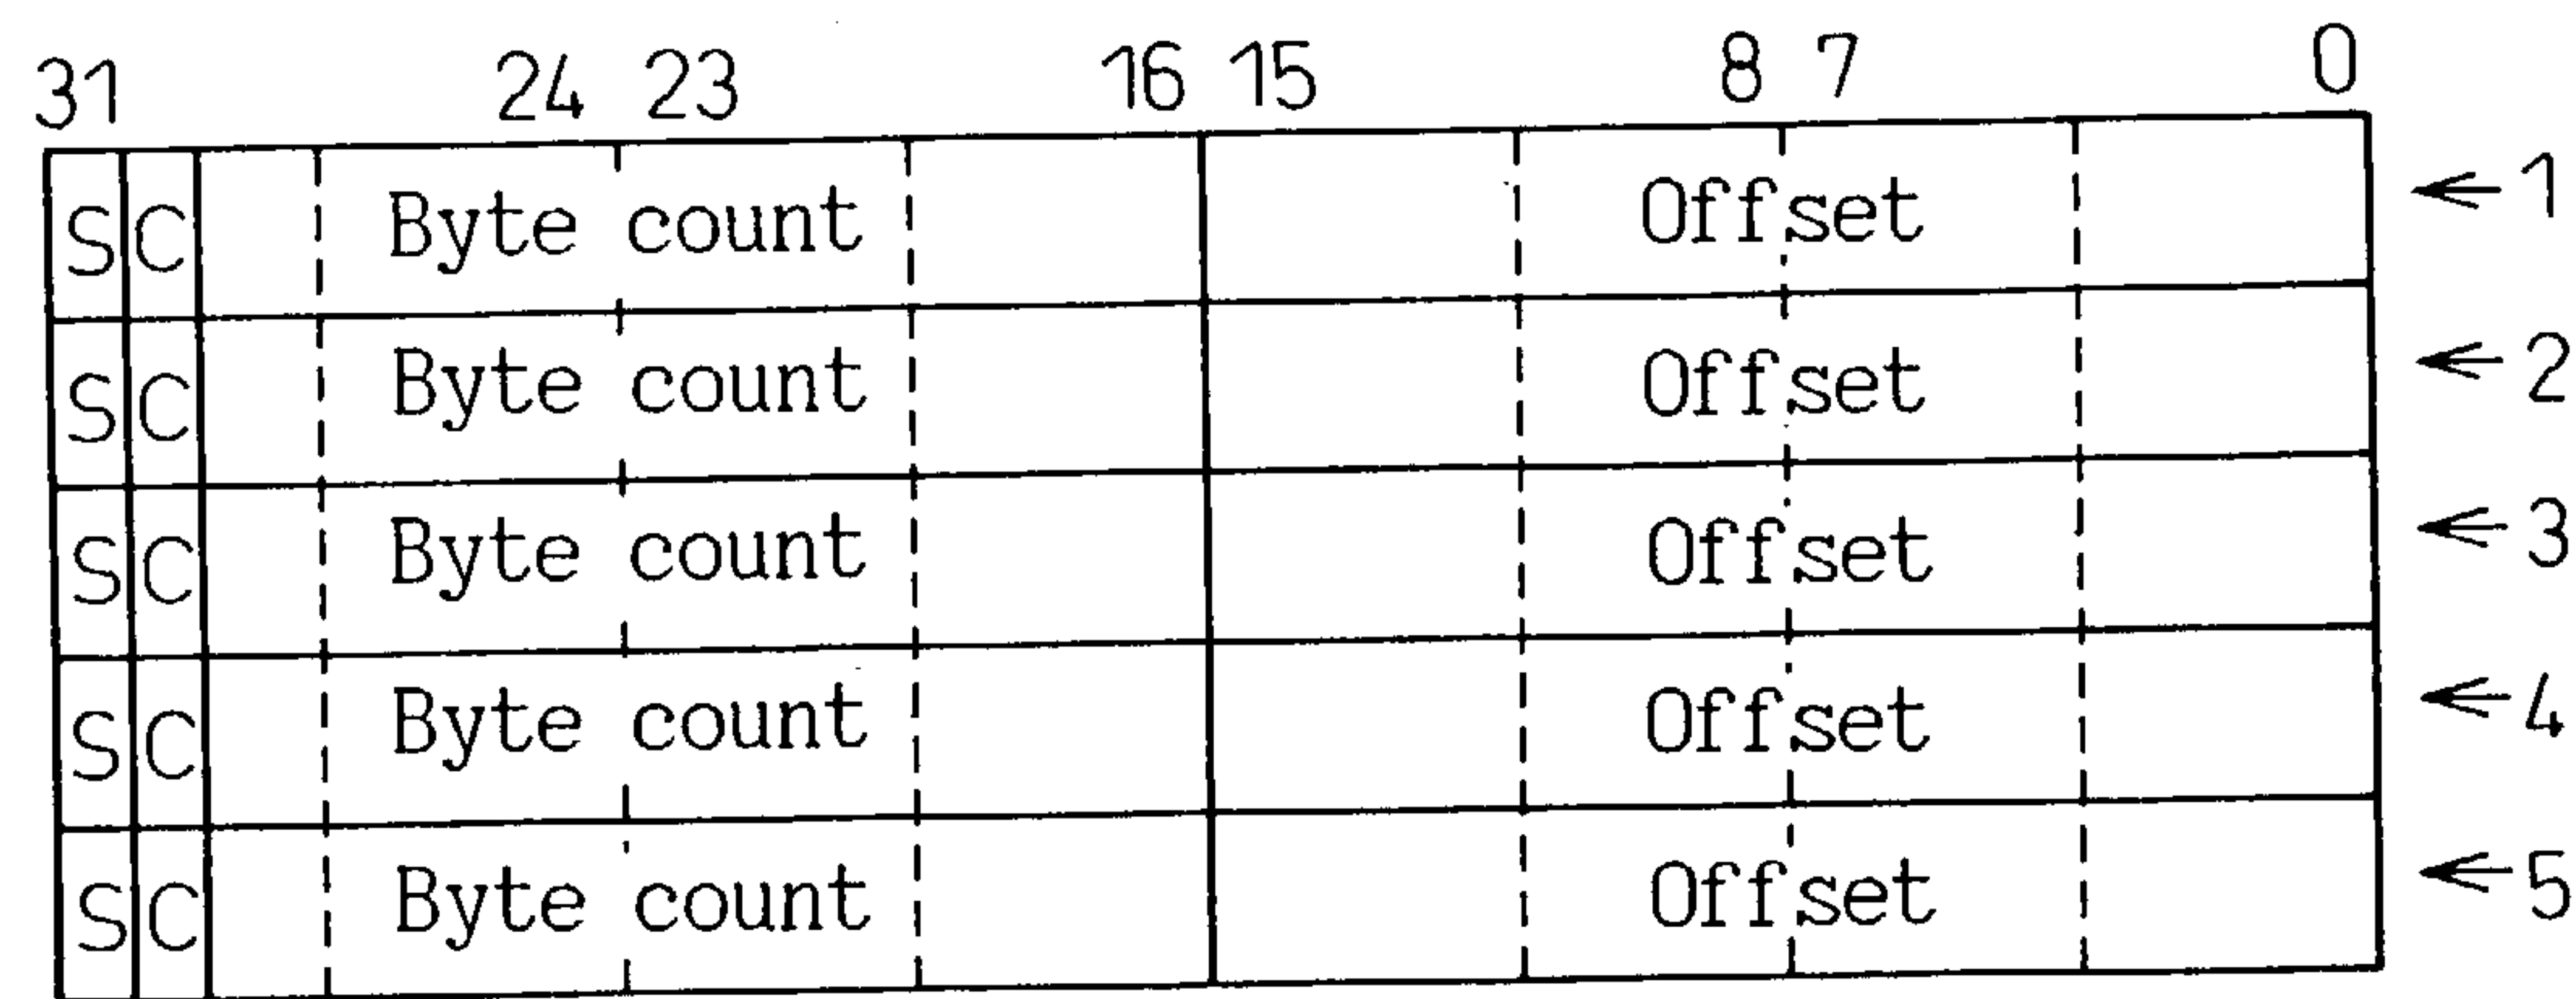 31 24 23 16 15 8 7 0
S C Byte count Offset ← 1
S C Byte count Offset ← 2
S C Byte count Offset ← 3
S C Byte count Offset ← 4
S C Byte count Offset ← 5